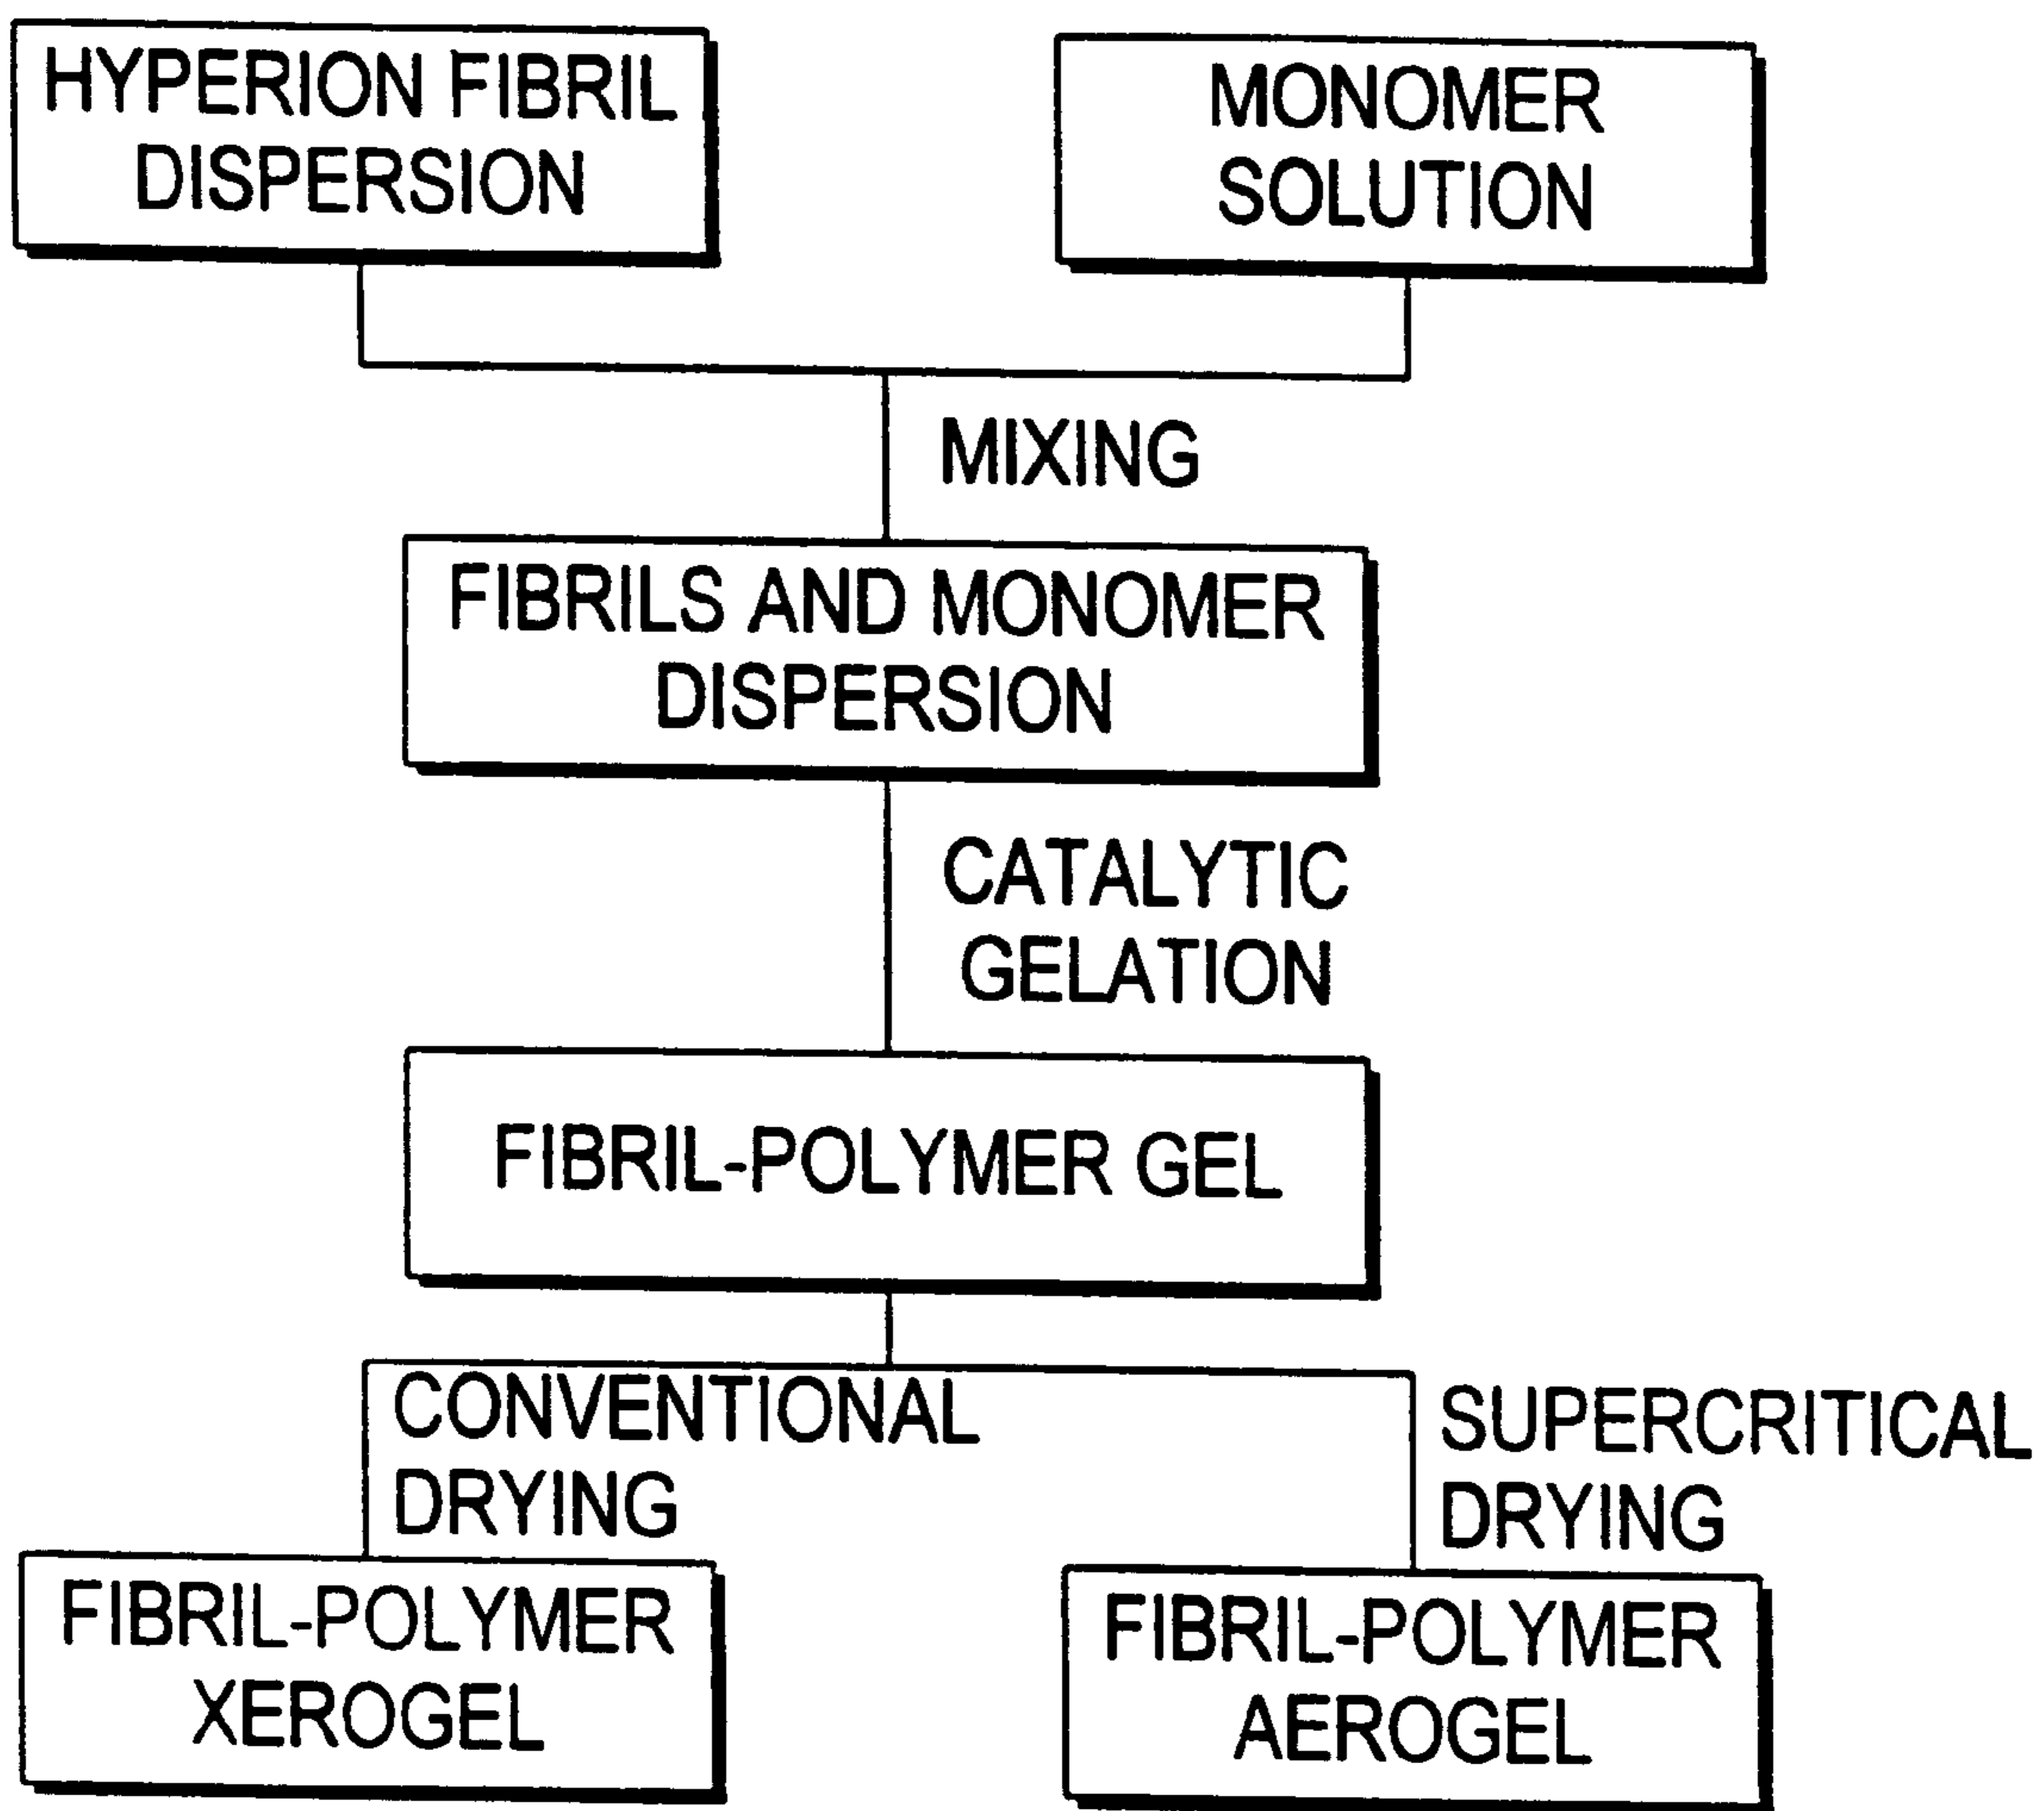 HYPERION FIBRIL
DISPERSION
MONOMER
SOLUTION
MIXING
FIBRILS AND MONOMER
DISPERSION
CATALYTIC
GELATION
FIBRIL-POLYMER GEL
CONVENTIONAL
DRYING
SUPERCRITICAL
DRYING
FIBRIL-POLYMER
XEROGEL
FIBRIL-POLYMER
AEROGEL